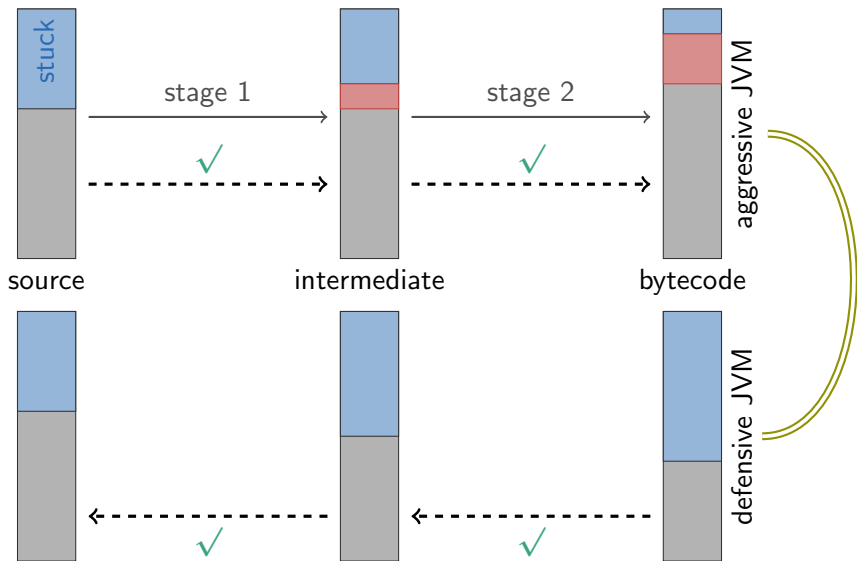 stuck
stage 1
stage 2
aggressive JVM
√
√
source
intermediate
bytecode
defensive JVM
√
√